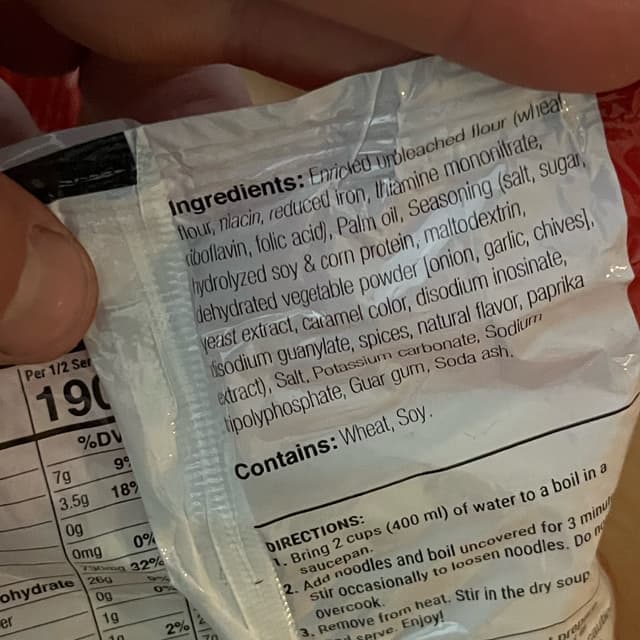 Ingredients: Enriched unbleached flour (wheat
flour, niacin, reduced iron, thiamine mononitrate,
riboflavin, folic acid), Palm oil, Seasoning (salt, sugar,
hydrolyzed soy & corn protein, maltodextrin,
dehydrated vegetable powder [onion, garlic, chives],
yeast extract, caramel color, disodium inosinate,
disodium guanylate, spices, natural flavor, paprika
extract), Salt, Potassium carbonate, Sodium
tripolyphosphate, Guar gum, Soda ash.
Contains: Wheat, Soy.
DIRECTIONS:
1. Bring 2 cups (400 ml) of water to a boil in a
saucepan.
2. Add noodles and boil uncovered for 3 minu
Stir occasionally to loosen noodles. Do no
overcook.
3. Remove from heat. Stir in the dry soup
serve. Enjoy!
Per 1/2 Ser
190
%DV
7g 9%
3.5g 18%
0g
0mg 0%
32%
ohydrate 26g
0g 0%
1g 2%